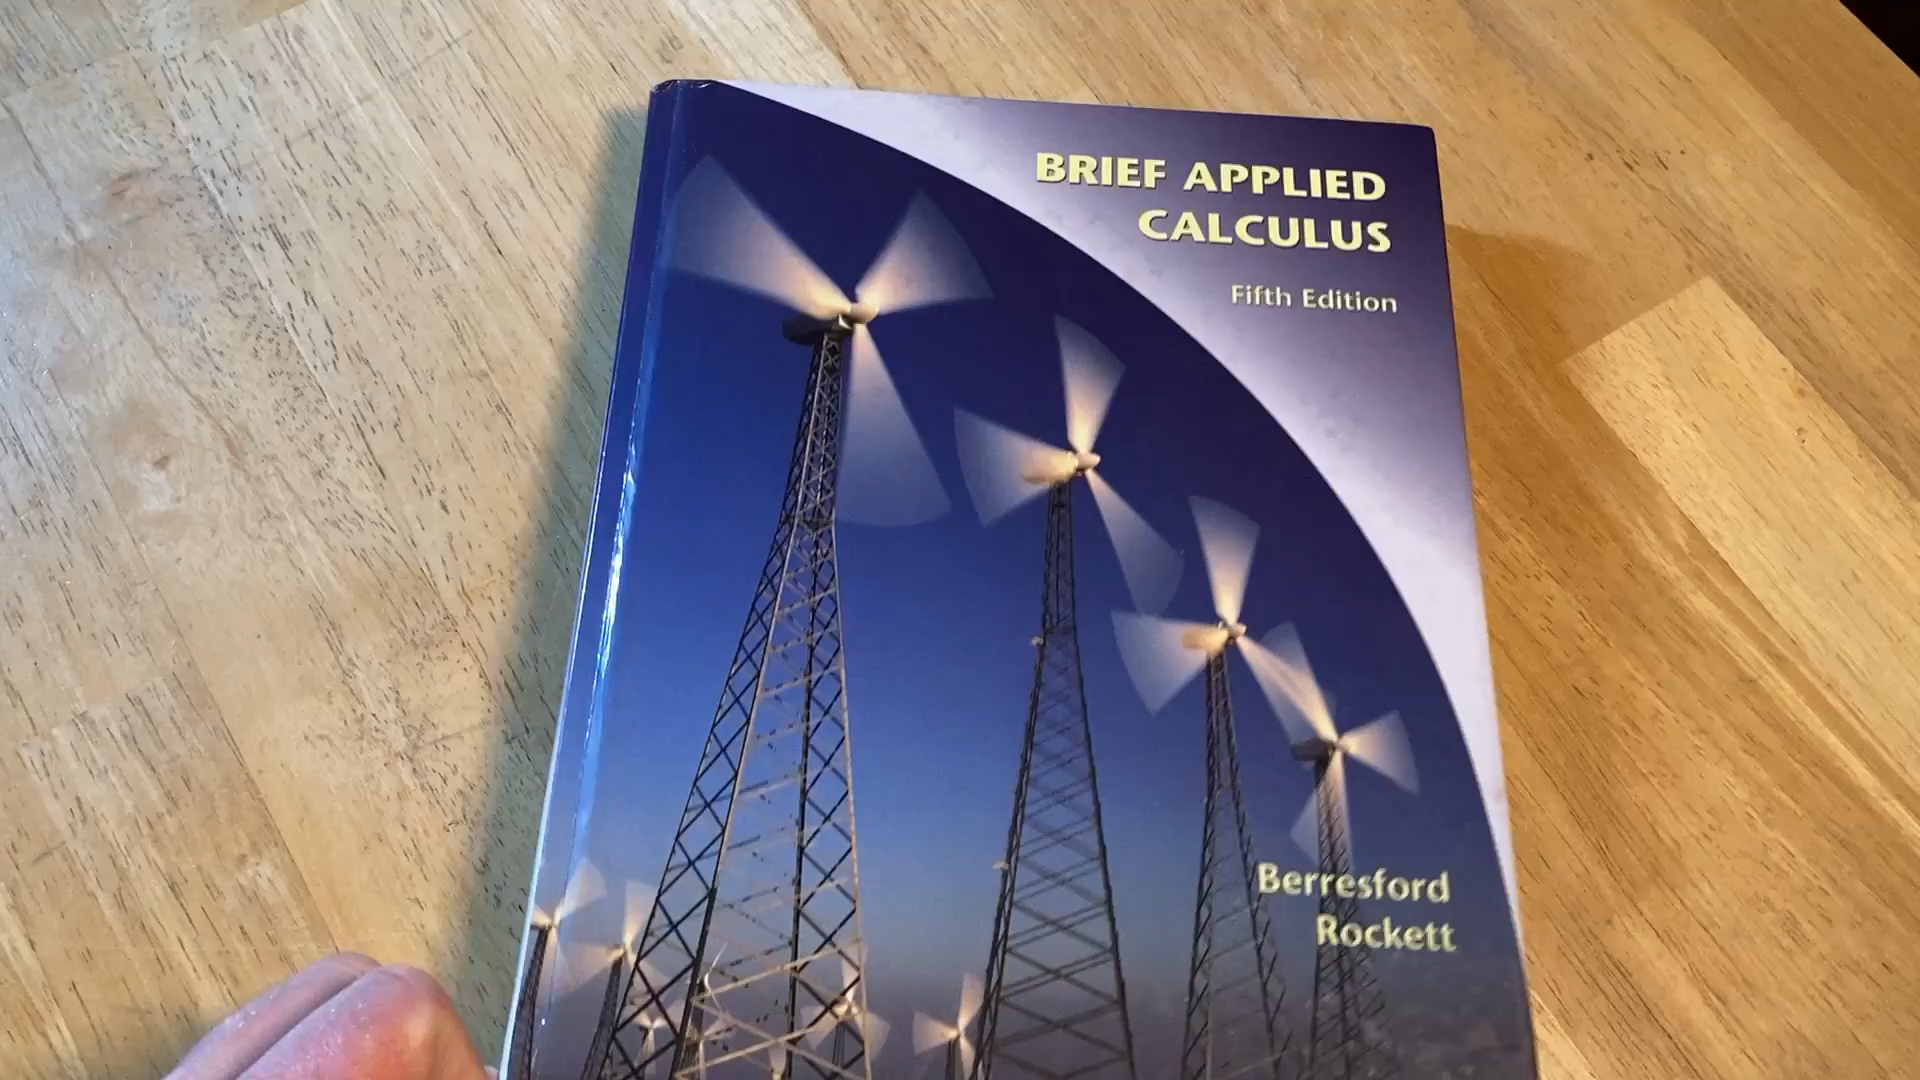 BRIEF APPLIED
CALCULUS
Fifth Edition
Berresford
Rockett